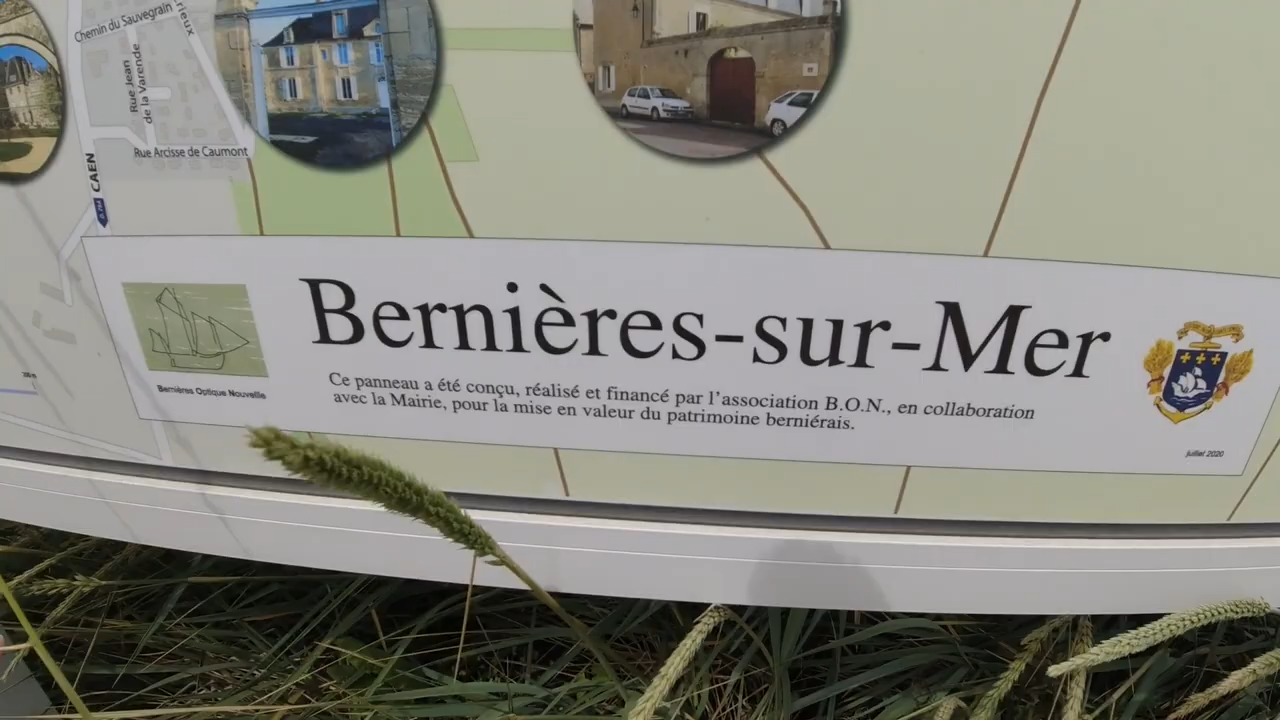 Chemin du Sauvegrain
Rue Jean
de la Varende
Rue Arcisse de Caumont
CAEN
Bernières-sur-Mer
Ce panneau a été conçu, réalisé et financé par l'association B.O.N., en collaboration
avec la Mairie, pour la mise en valeur du patrimoine berniérais.
Bernières Optique Nouvelle
juillet 2020